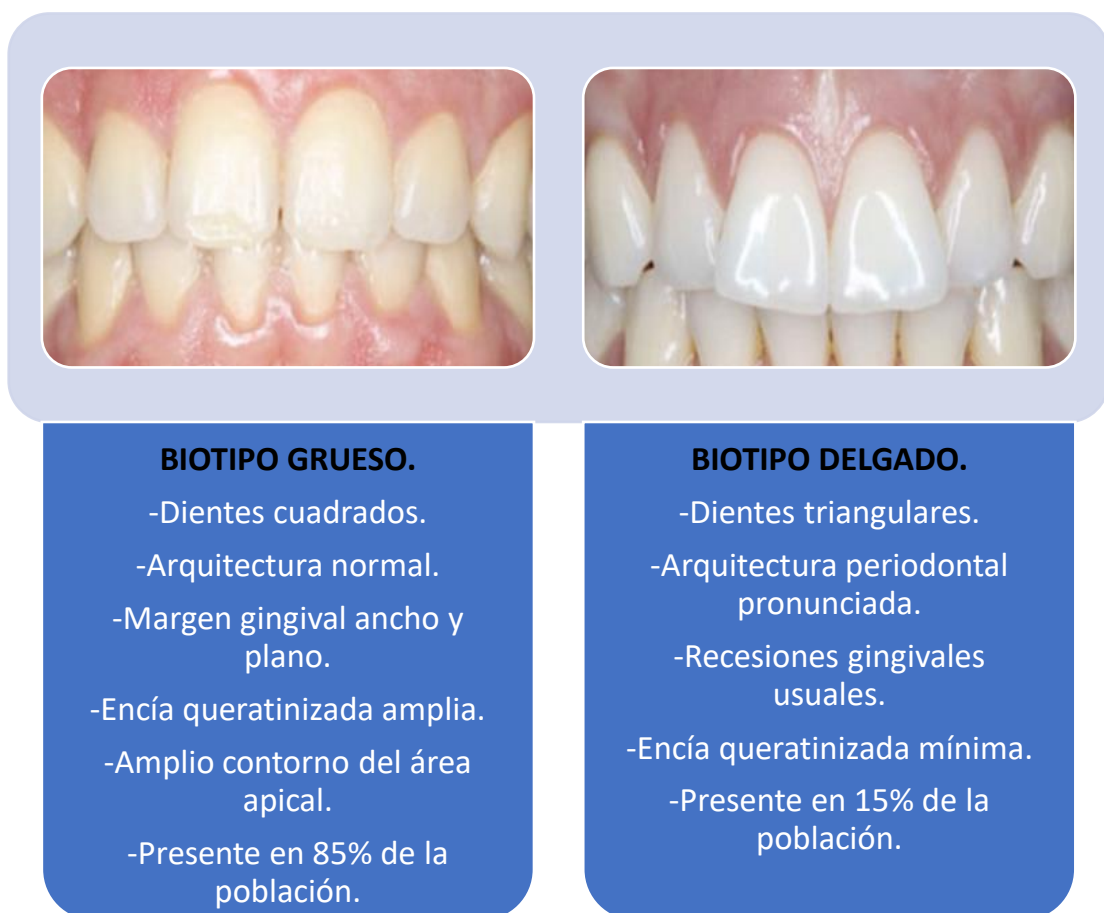 BIOTIPO GRUESO.
-Dientes cuadrados.
-Arquitectura normal.
-Margen gingival ancho y
plano.
-Encía queratinizada amplia.
-Amplio contorno del área
apical.
-Presente en 85% de la
población.
BIOTIPO DELGADO.
-Dientes triangulares.
-Arquitectura periodontal
pronunciada.
-Recesiones gingivales
usuales.
-Encía queratinizada mínima.
-Presente en 15% de la
población.